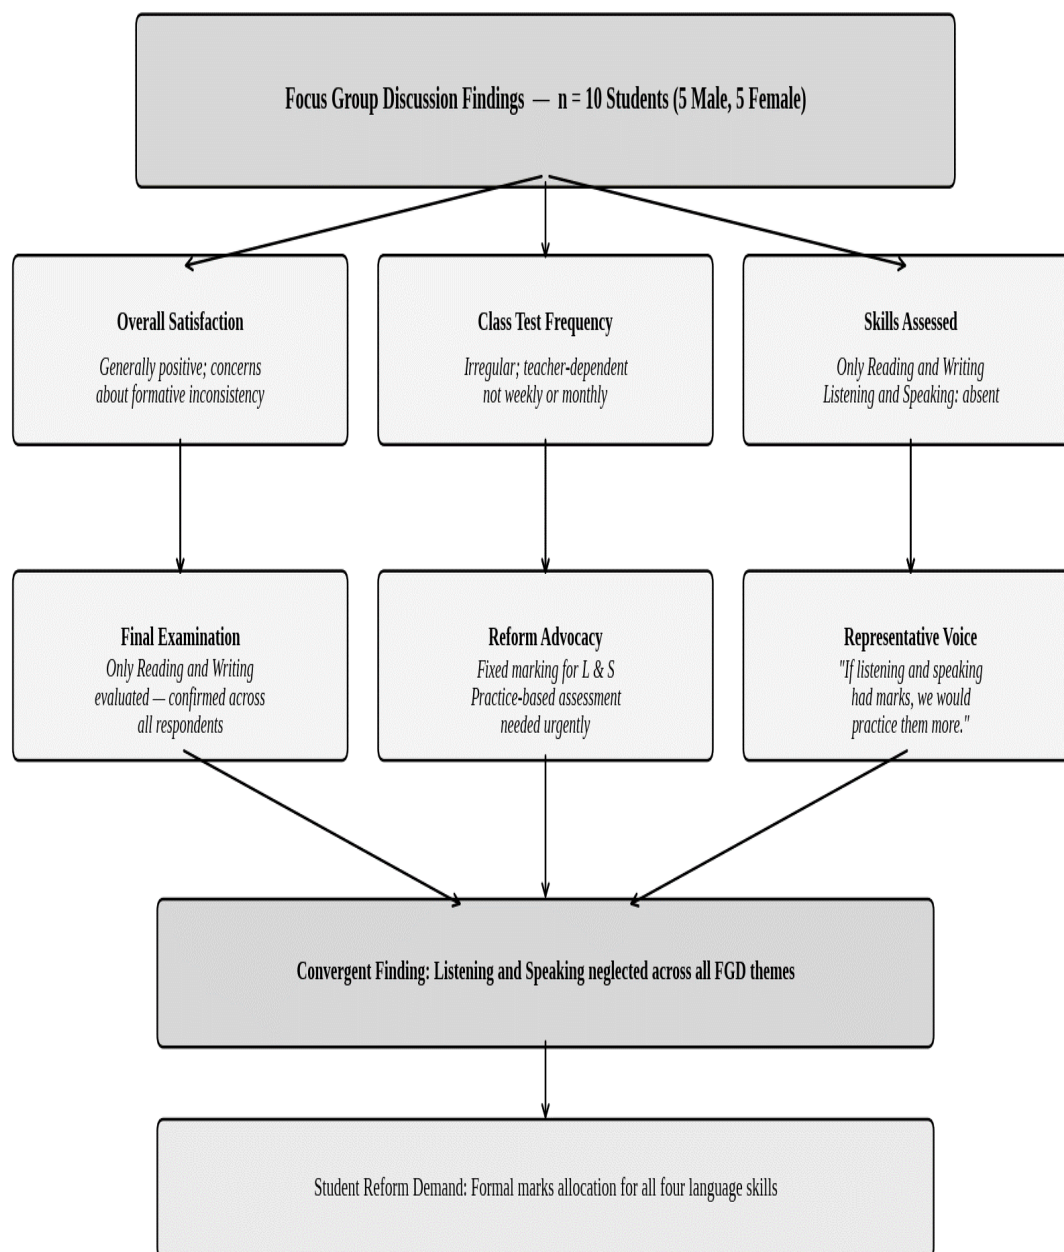 Focus Group Discussion Findings — n = 10 Students (5 Male, 5 Female)
Overall Satisfaction
Generally positive; concerns
about formative inconsistency
Class Test Frequency
Irregular; teacher-dependent
not weekly or monthly
Skills Assessed
Only Reading and Writing
Listening and Speaking: absent
Final Examination
Only Reading and Writing
evaluated — confirmed across
all respondents
Reform Advocacy
Fixed marking for L & S
Practice-based assessment
needed urgently
Representative Voice
"If listening and speaking
had marks, we would
practice them more."
Convergent Finding: Listening and Speaking neglected across all FGD themes
Student Reform Demand: Formal marks allocation for all four language skills